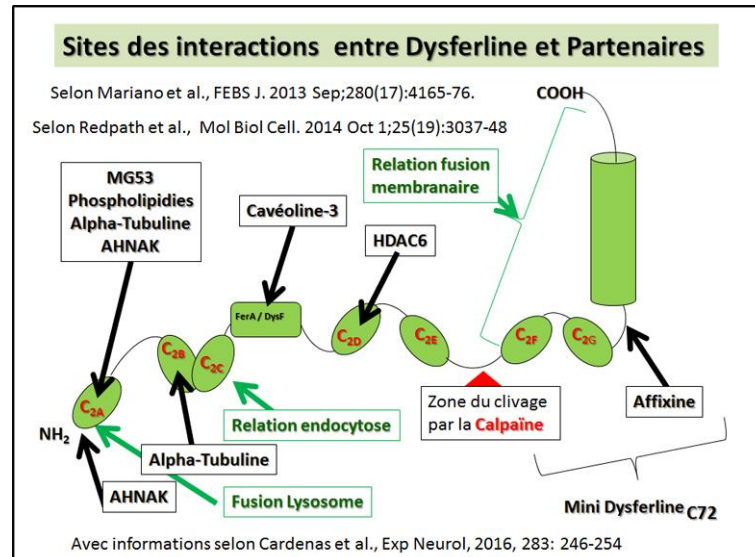 Sites des interactions entre Dysferline et Partenaires
Selon Mariano et al., FEBS J. 2013 Sep;280(17):4165-76.
COOH
Selon Redpath et al., Mol Biol Cell. 2014 Oct 1;25(19):3037-48
MG53
Phospholipidies
Alpha-Tubuline
AHNAK
Cavéoline-3
HDAC6
Relation fusion
membranaire
FerA / DysF
C2A
C2B
C2C
C2D
C2E
C2F
C2G
NH2
AHNAK
Alpha-Tubuline
Fusion Lysosome
Relation endocytose
Zone du clivage
par la Calpaïne
Affixine
Mini Dysferline C72
Avec informations selon Cardenas et al., Exp Neurol, 2016, 283: 246-254